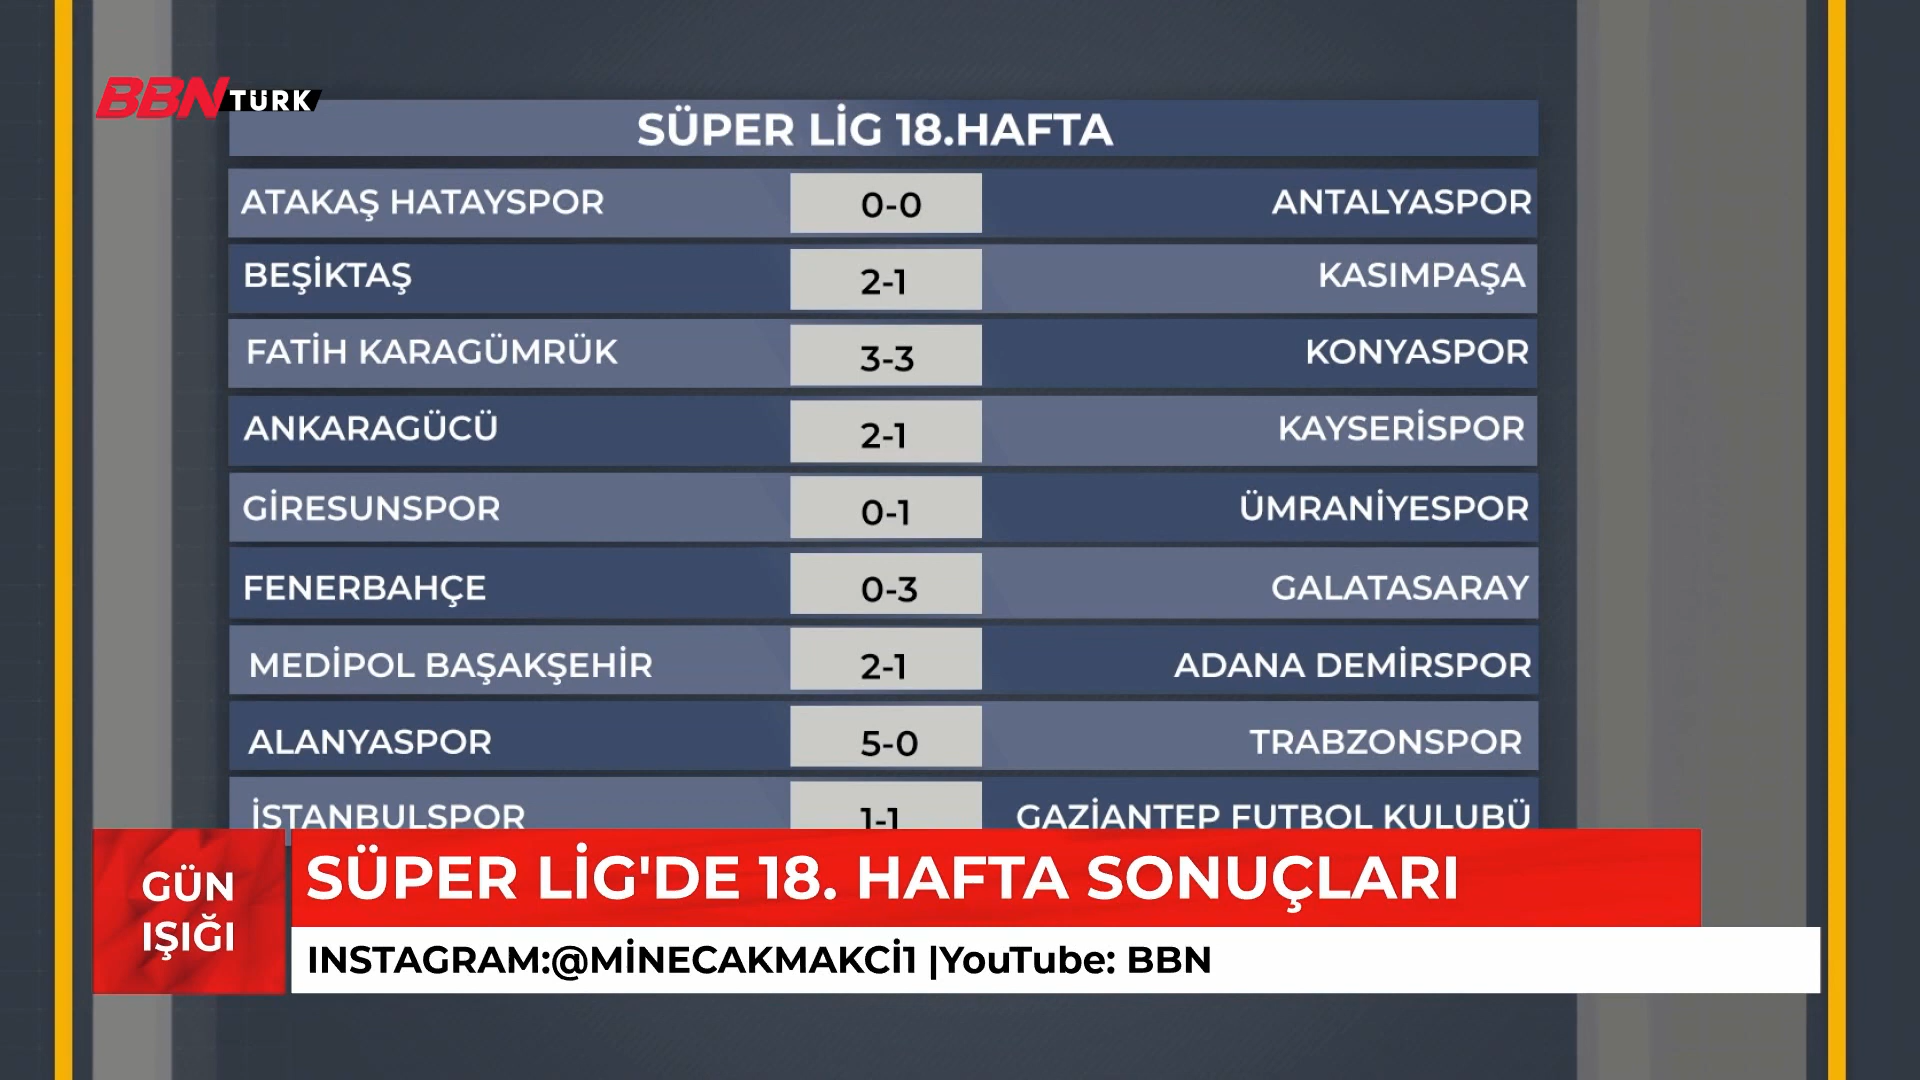 BBN TÜRK
SÜPER LİG 18.HAFTA
ATAKAŞ HATAYSPOR 0-0 ANTALYASPOR
BEŞİKTAŞ 2-1 KASIMPAŞA
FATİH KARAGÜMRÜK 3-3 KONYASPOR
ANKARAGÜCÜ 2-1 KAYSERİSPOR
GİRESUNSPOR 0-1 ÜMRANİYESPOR
FENERBAHÇE 0-3 GALATASARAY
MEDİPOL BAŞAKŞEHİR 2-1 ADANA DEMİRSPOR
ALANYASPOR 5-0 TRABZONSPOR
İSTANBULSPOR 1-1 GAZİANTEP FUTBOL KULUBÜ
GÜN
IŞIĞI
SÜPER LİG'DE 18. HAFTA SONUÇLARI
INSTAGRAM:@MİNECAKMAKCİ1 |YouTube: BBN